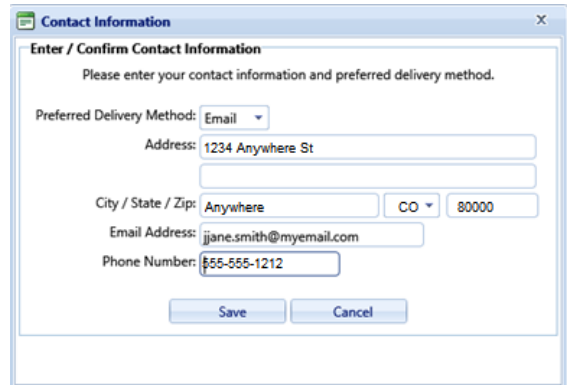 Contact Information x
Enter / Confirm Contact Information
Please enter your contact information and preferred delivery method.
Preferred Delivery Method: Email
Address: 1234 Anywhere St
City / State / Zip: Anywhere CO 80000
Email Address: jjane.smith@myemail.com
Phone Number: 555-555-1212
Save Cancel